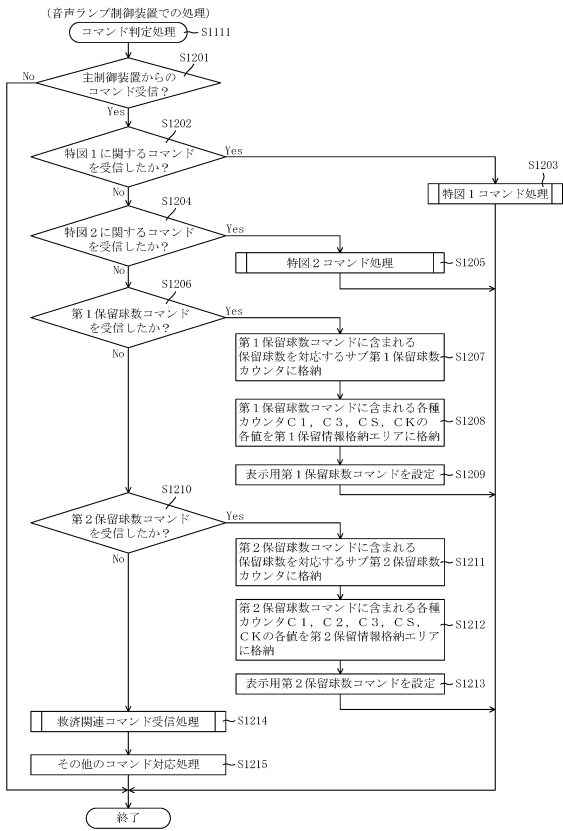 (音声ランプ制御装置での処理)
コマンド判定処理
S1111
S1201
主制御装置からの
コマンド受信?
No
Yes
S1202
特図1に関するコマンド
を受信したか?
Yes
No
S1203
特図1コマンド処理
S1204
特図2に関するコマンド
を受信したか?
Yes
No
特図2コマンド処理
S1205
S1206
第1保留球数コマンド
を受信したか?
Yes
No
第1保留球数コマンドに含まれる
保留球数を対応するサブ第1保留球数
カウンタに格納
S1207
第1保留球数コマンドに含まれる各種
カウンタC1,C3,CS,CKの
各値を第1保留情報格納エリアに格納
S1208
表示用第1保留球数コマンドを設定
S1209
S1210
第2保留球数コマンド
を受信したか?
Yes
No
第2保留球数コマンドに含まれる
保留球数を対応するサブ第2保留球数
カウンタに格納
S1211
第2保留球数コマンドに含まれる各種
カウンタC1,C2,C3,CS,
CKの各値を第2保留情報格納エリア
に格納
S1212
表示用第2保留球数コマンドを設定
S1213
救済関連コマンド受信処理
S1214
その他のコマンド対応処理
S1215
終了